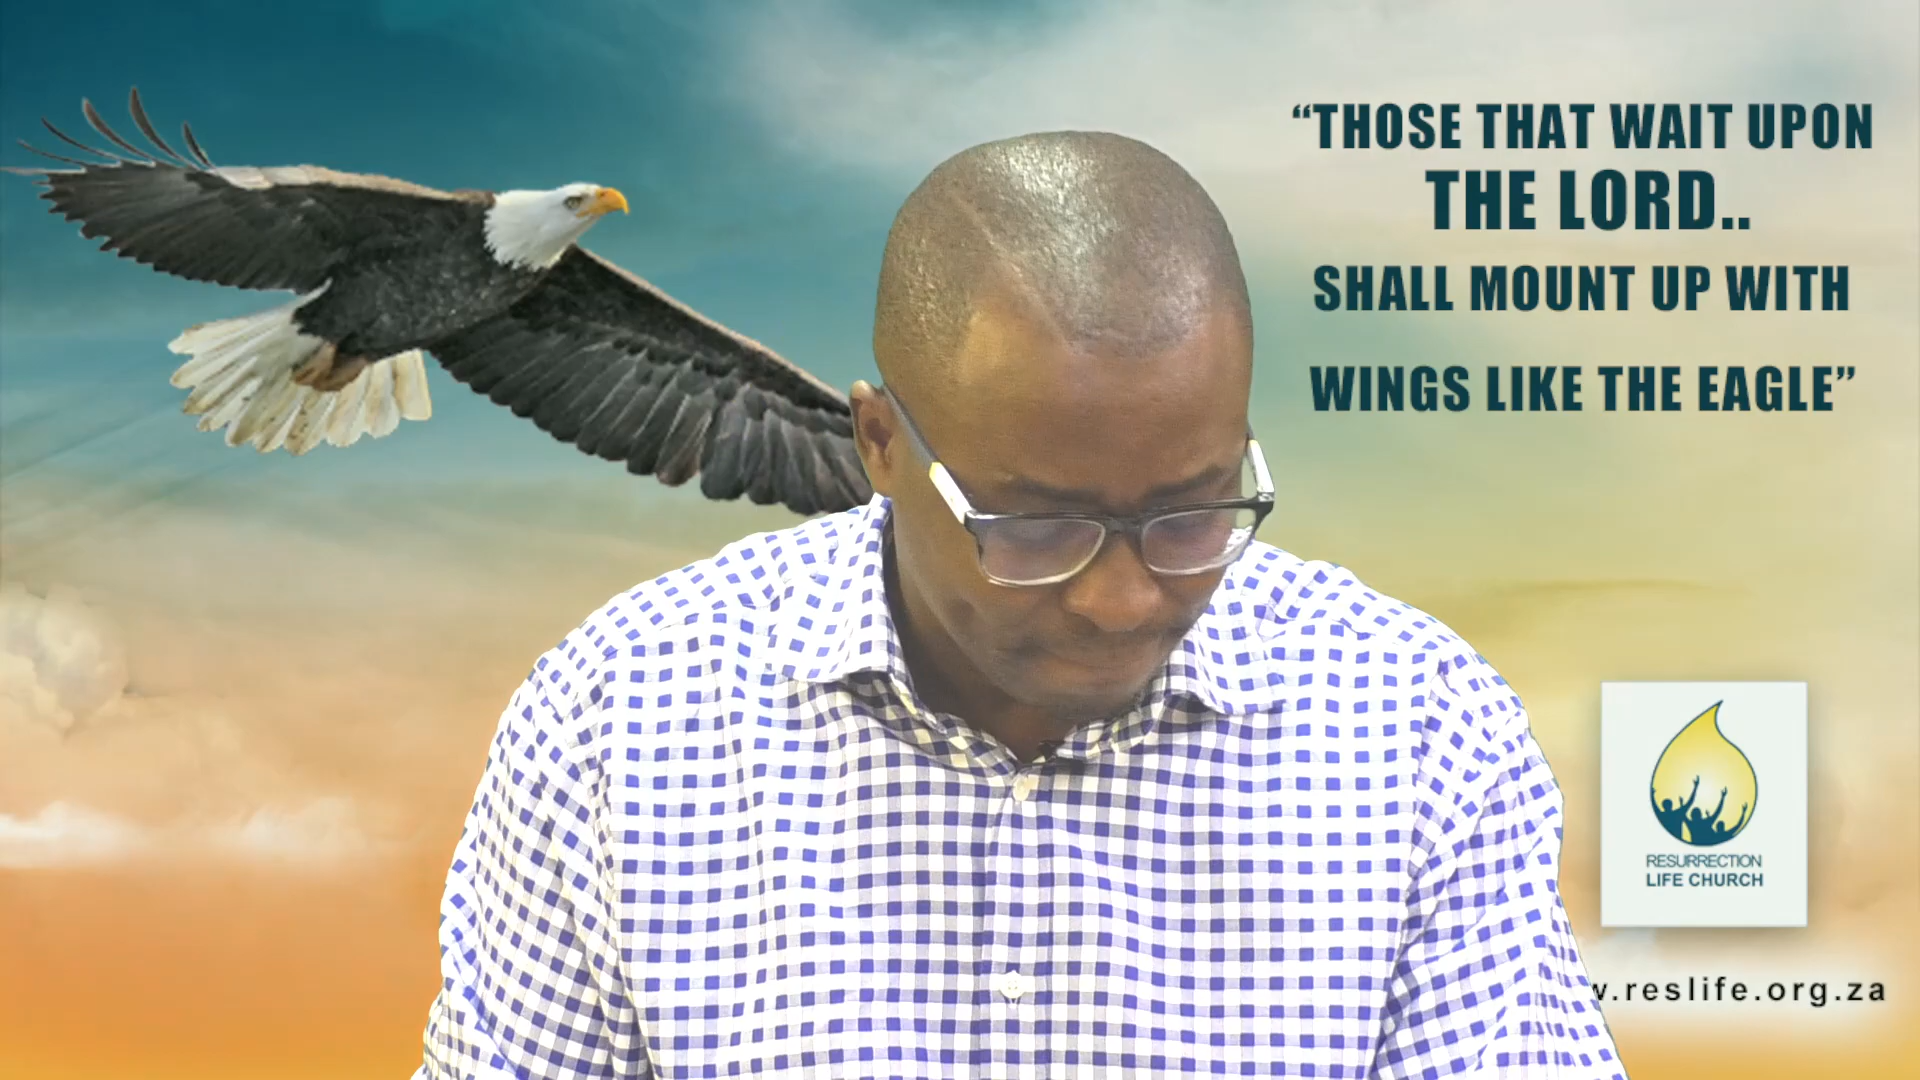 “THOSE THAT WAIT UPON
THE LORD..
SHALL MOUNT UP WITH
WINGS LIKE THE EAGLE”
RESURRECTION
LIFE CHURCH
.reslife.org.za